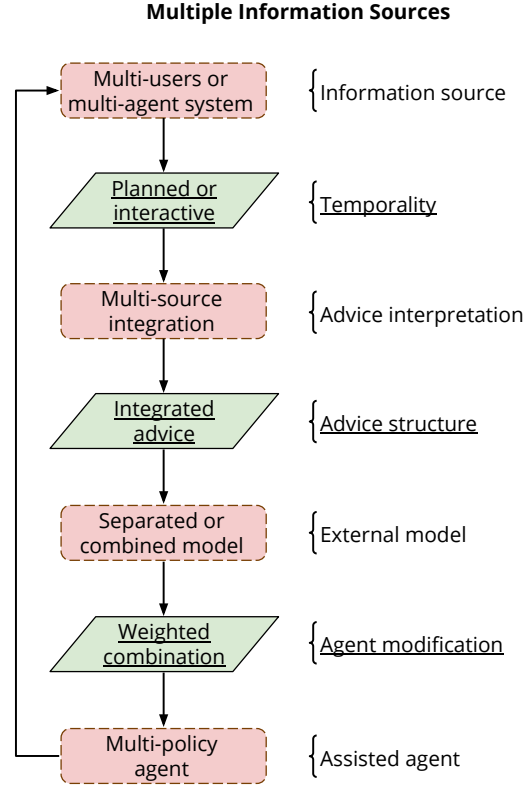 Multiple Information Sources
Multi-users or
multi-agent system
Information source
Planned or
interactive
Temporality
Multi-source
integration
Advice interpretation
Integrated
advice
Advice structure
Separated or
combined model
External model
Weighted
combination
Agent modification
Multi-policy
agent
Assisted agent